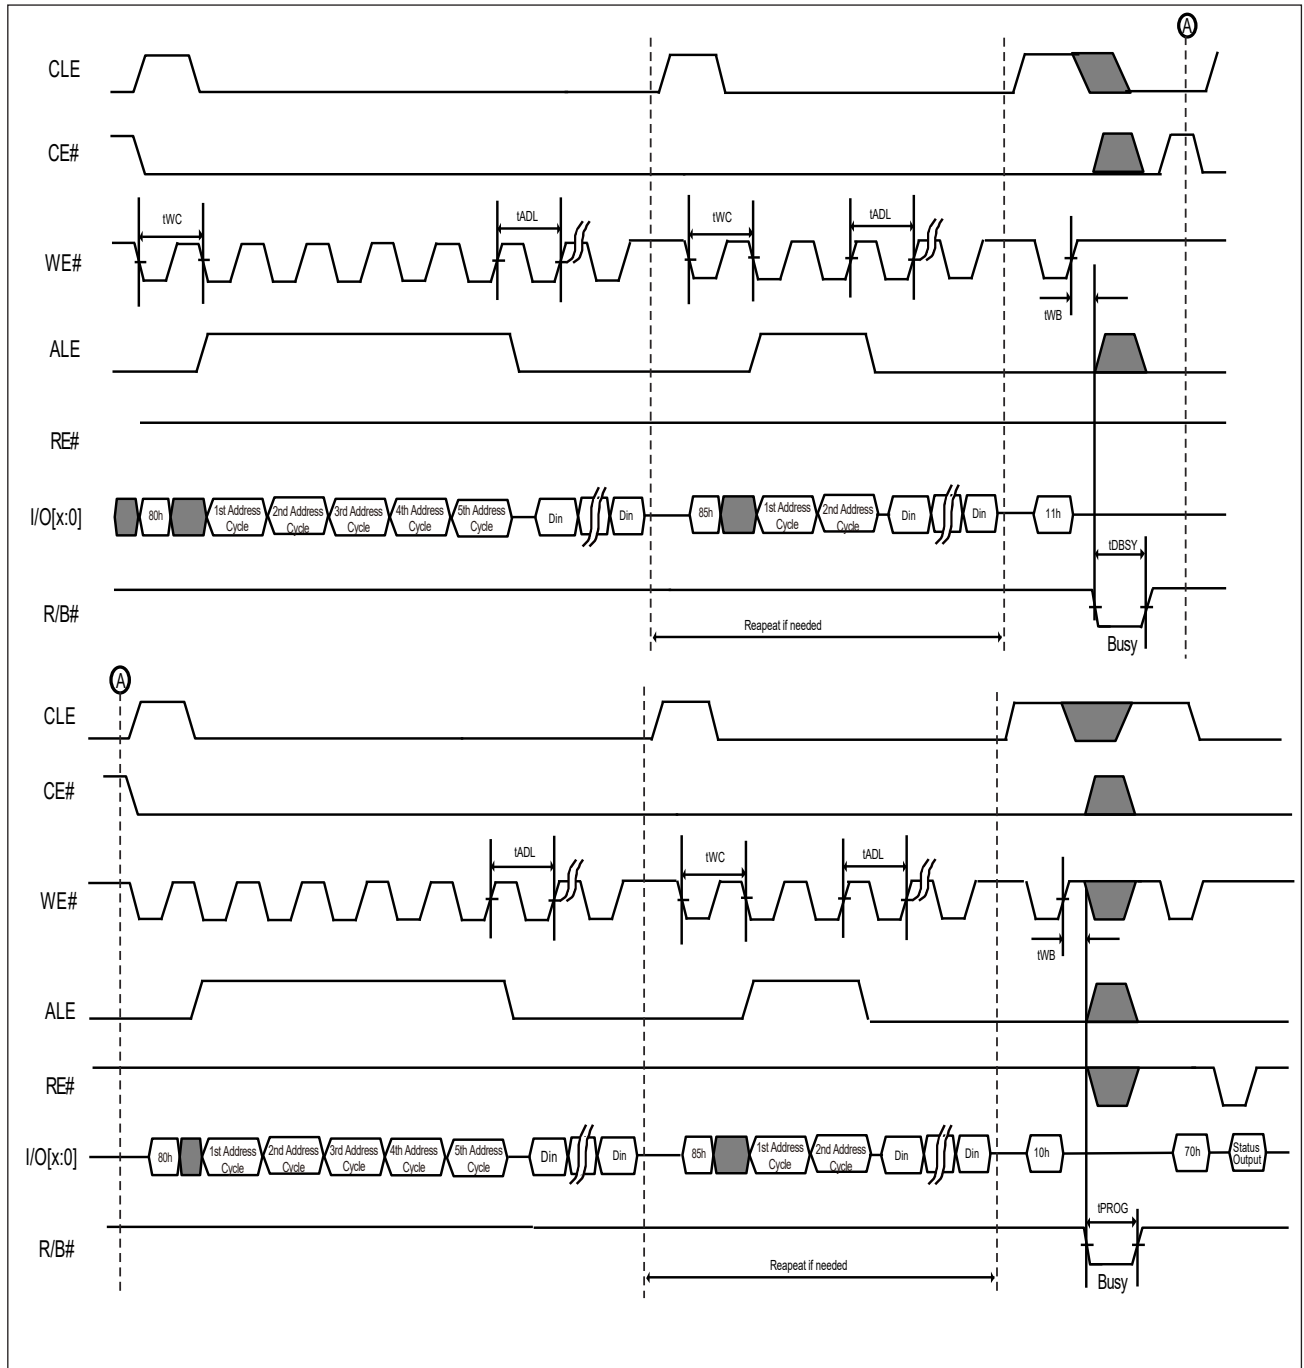 A
CLE
CE#
tWC
tADL
tWC
tADL
WE#
tWB
ALE
RE#
I/O[x:0]
80h
1st Address Cycle
2nd Address Cycle
3rd Address Cycle
4th Address Cycle
5th Address Cycle
Din
Din
85h
1st Address Cycle
2nd Address Cycle
Din
Din
11h
tDBSY
R/B#
Reapeat if needed
Busy
A
CLE
CE#
tADL
tWC
tADL
WE#
tWB
ALE
RE#
I/O[x:0]
80h
1st Address Cycle
2nd Address Cycle
3rd Address Cycle
4th Address Cycle
5th Address Cycle
Din
Din
85h
1st Address Cycle
2nd Address Cycle
Din
Din
10h
70h
Status Output
tPROG
R/B#
Reapeat if needed
Busy